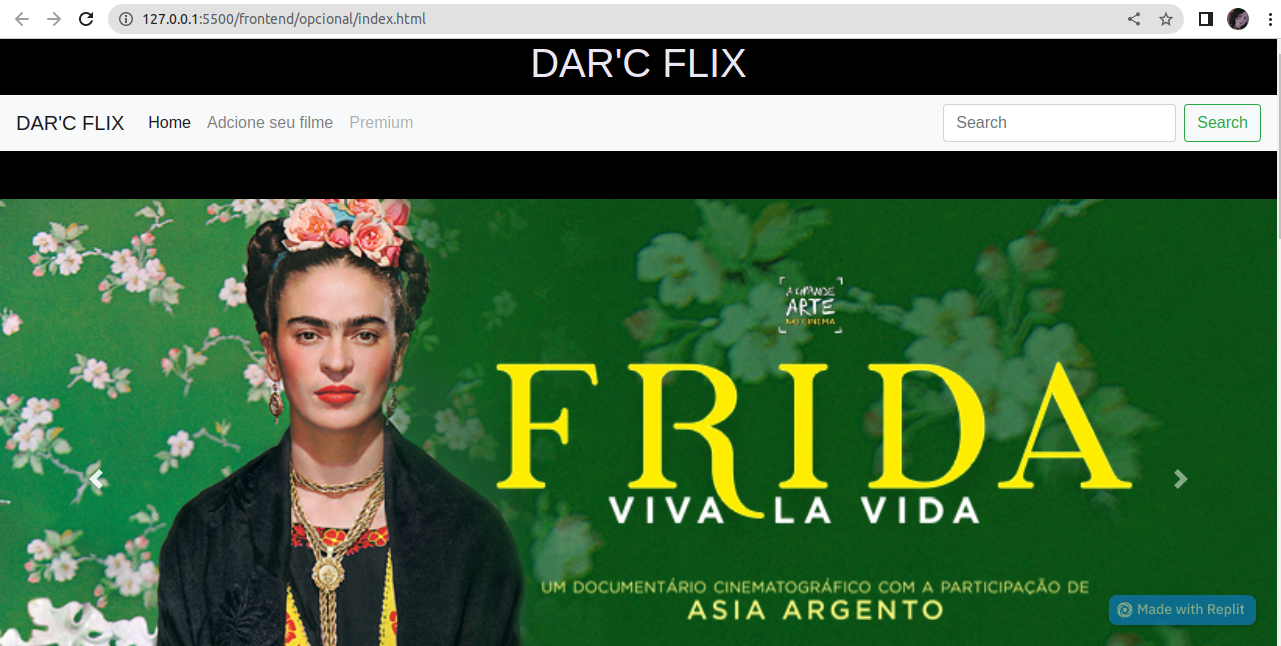 127.0.0.1:5500/frontend/opcional/index.html
DAR'C FLIX
DAR'C FLIX Home Adcione seu filme Premium Search Search
A GRANDE
ARTE
NO CINEMA
FRIDA
VIVA LA VIDA
UM DOCUMENTÁRIO CINEMATOGRÁFICO COM A PARTICIPAÇÃO DE
ASIA ARGENTO
Made with Replit